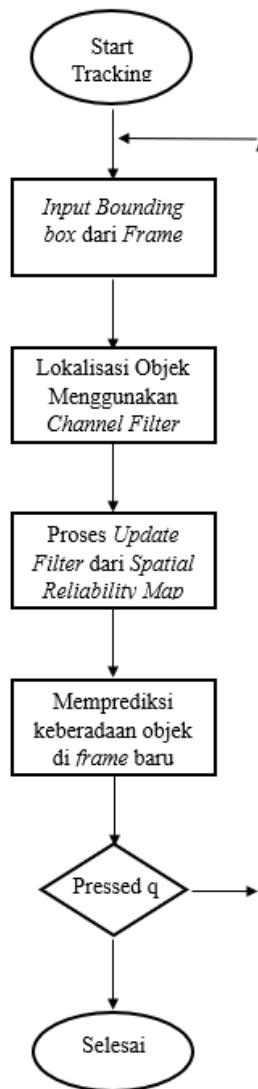 Start
Tracking
Input Bounding
box dari Frame
Lokalisasi Objek
Menggunakan
Channel Filter
Proses Update
Filter dari Spatial
Reliability Map
Memprediksi
keberadaan objek
di frame baru
Pressed q
Selesai